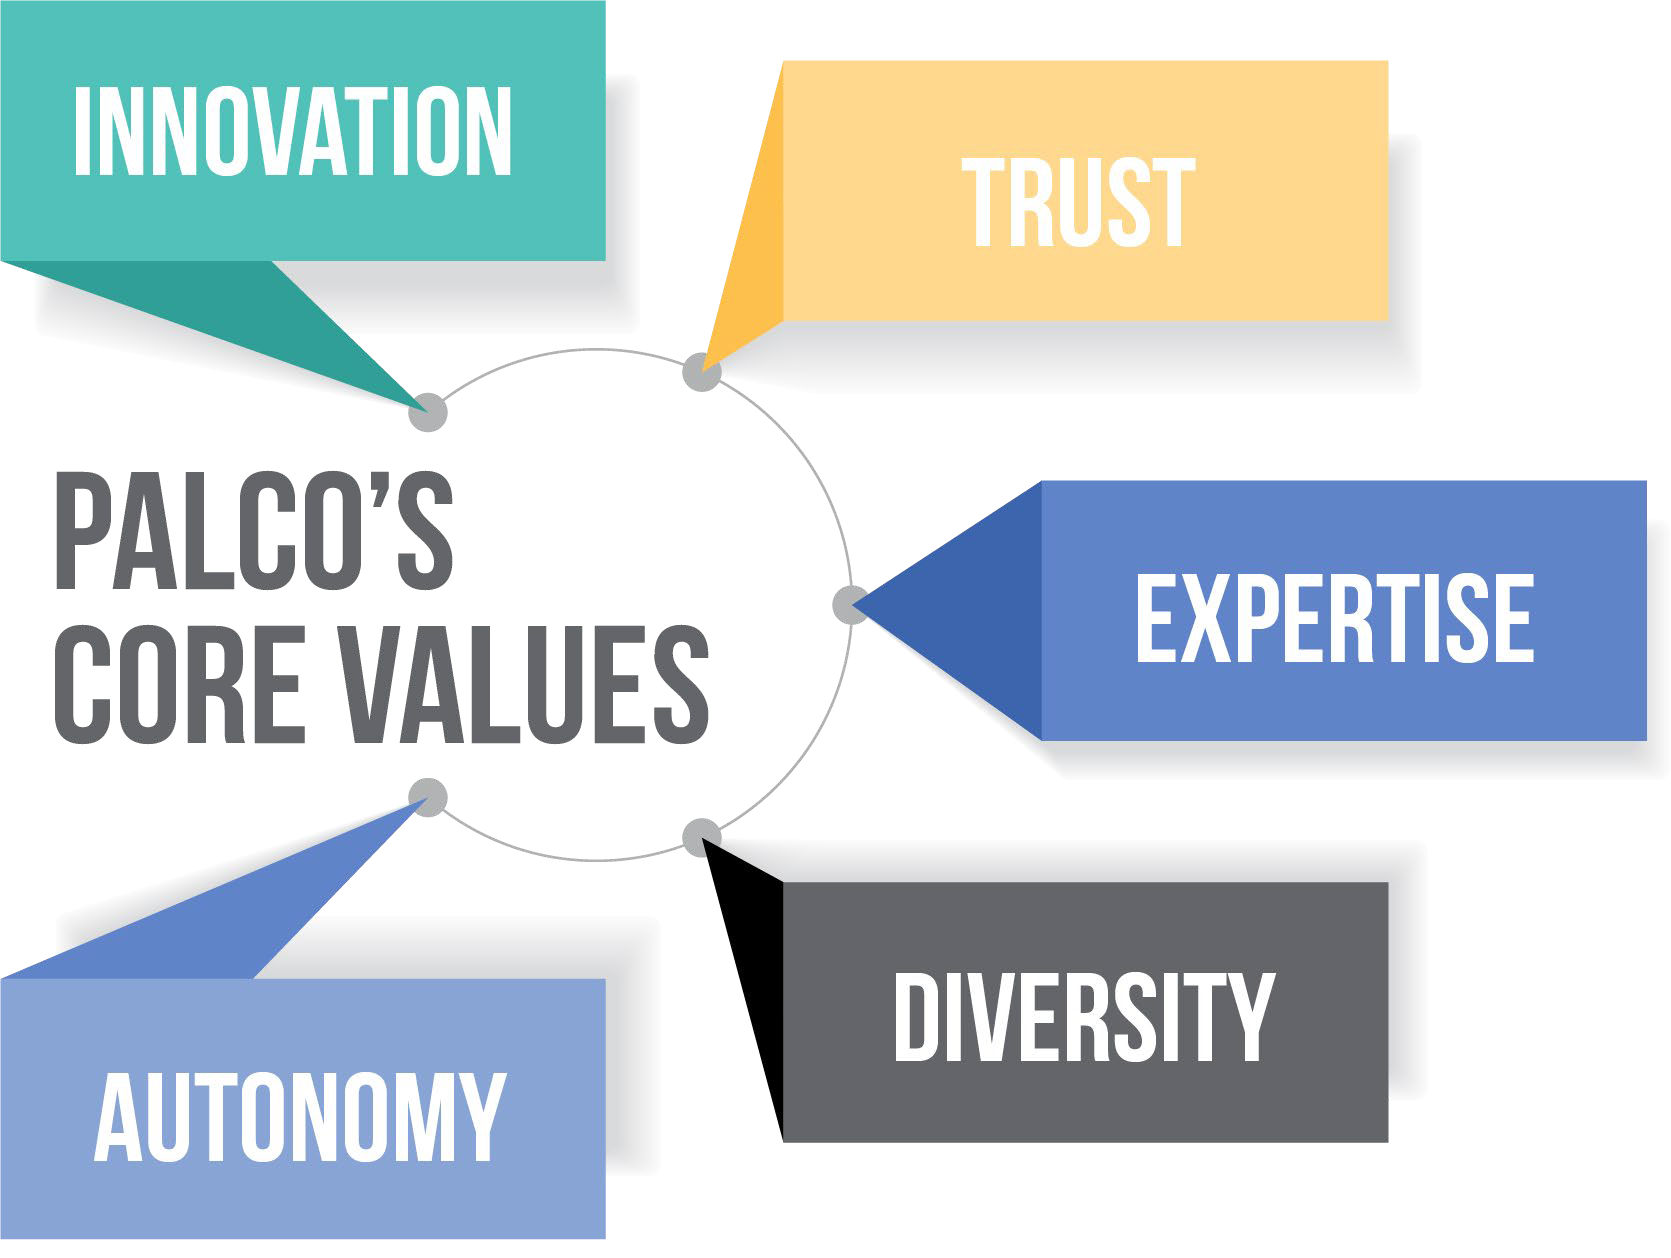 INNOVATION
TRUST
PALCO’S
CORE VALUES
EXPERTISE
DIVERSITY
AUTONOMY